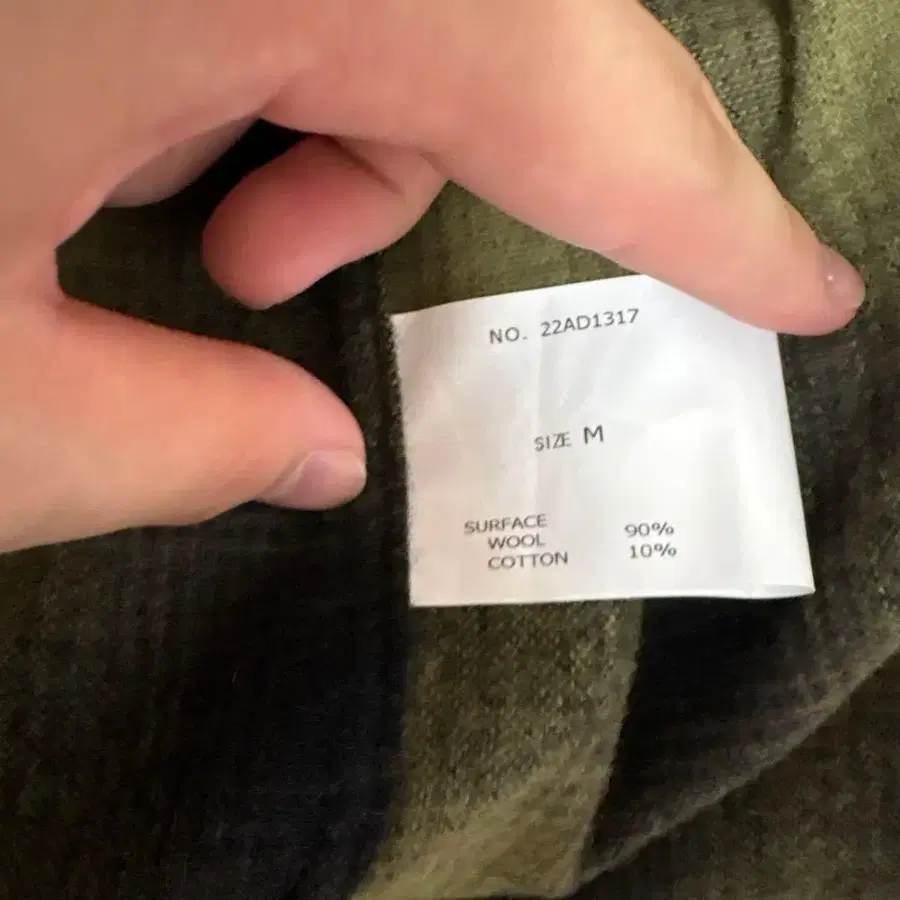 NO. 22AD1317
SIZE M
SURFACE
WOOL 90%
COTTON 10%